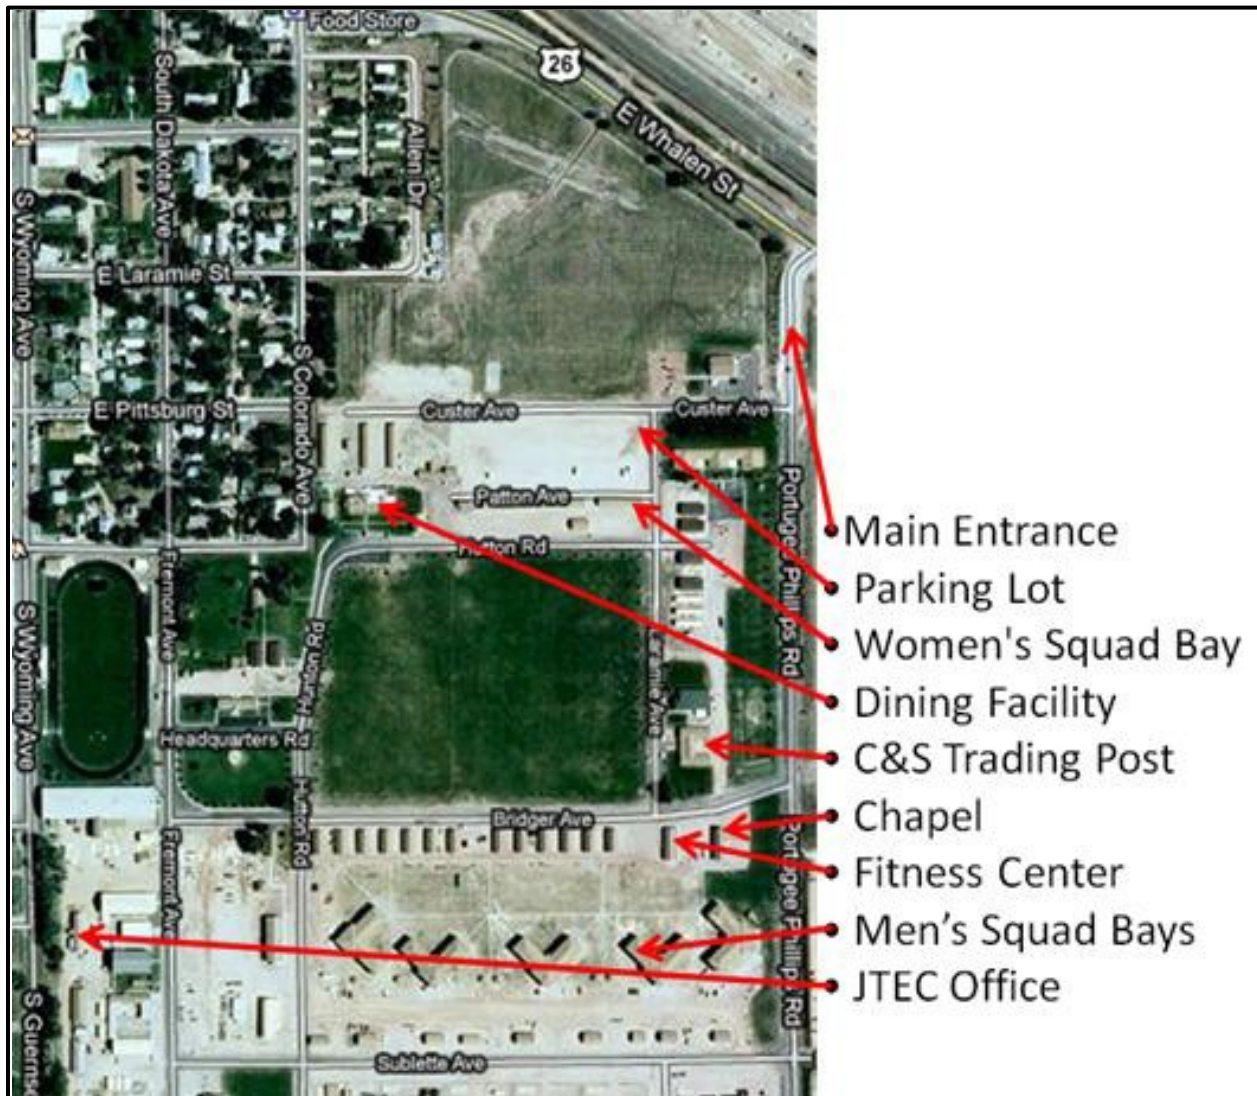 Food Store
26
E Whalen St
South Dakota Ave
Allen Dr
S Wyoming Ave
E Laramie St
S Colorado Ave
E Pittsburg St
Custer Ave
Custer Ave
Patton Ave
Portugee Phillips Rd
Main Entrance
Parking Lot
Women's Squad Bay
Dining Facility
C&S Trading Post
Chapel
Fitness Center
Men’s Squad Bays
JTEC Office
Hutton Rd
Fremont Ave
S Wyoming Ave
Hutton Rd
Laramie Ave
Headquarters Rd
Hutton Rd
Bridger Ave
Fremont Ave
Portugee Phillips Rd
S Guerns
Sublette Ave